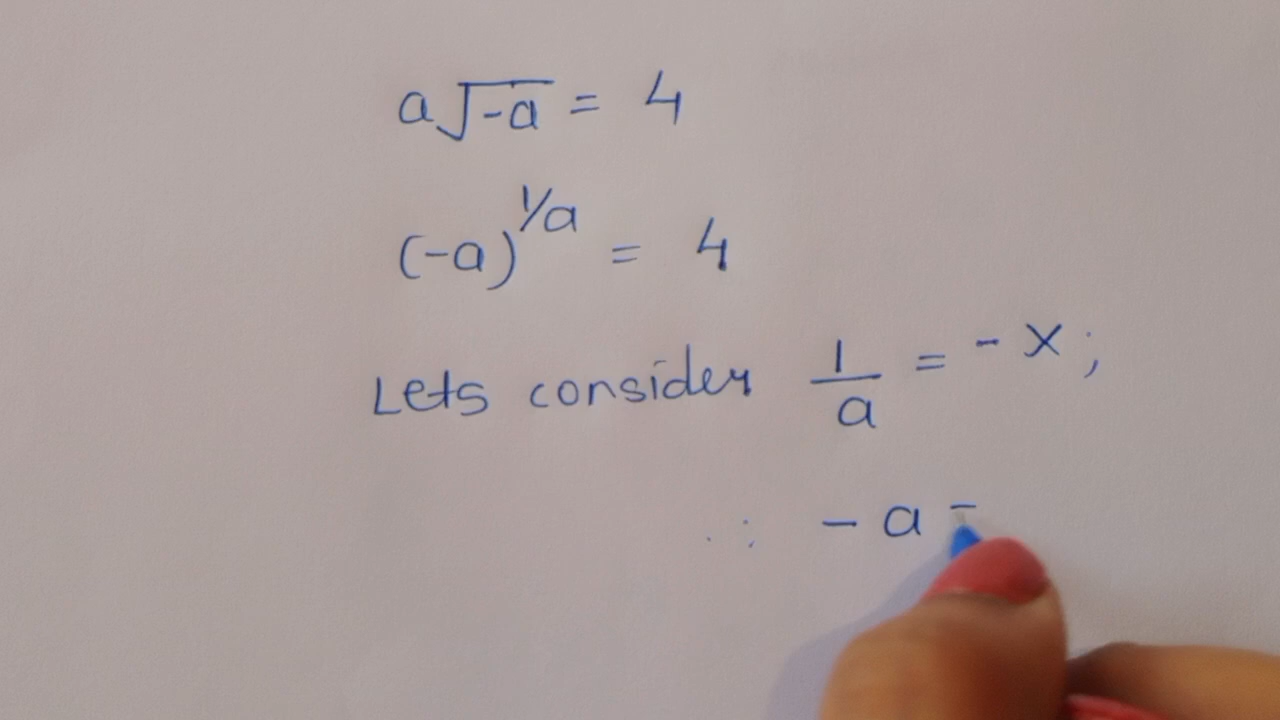 a√-a = 4
(-a)^1/a = 4
Lets consider 1/a = - x ;
∴ - a =